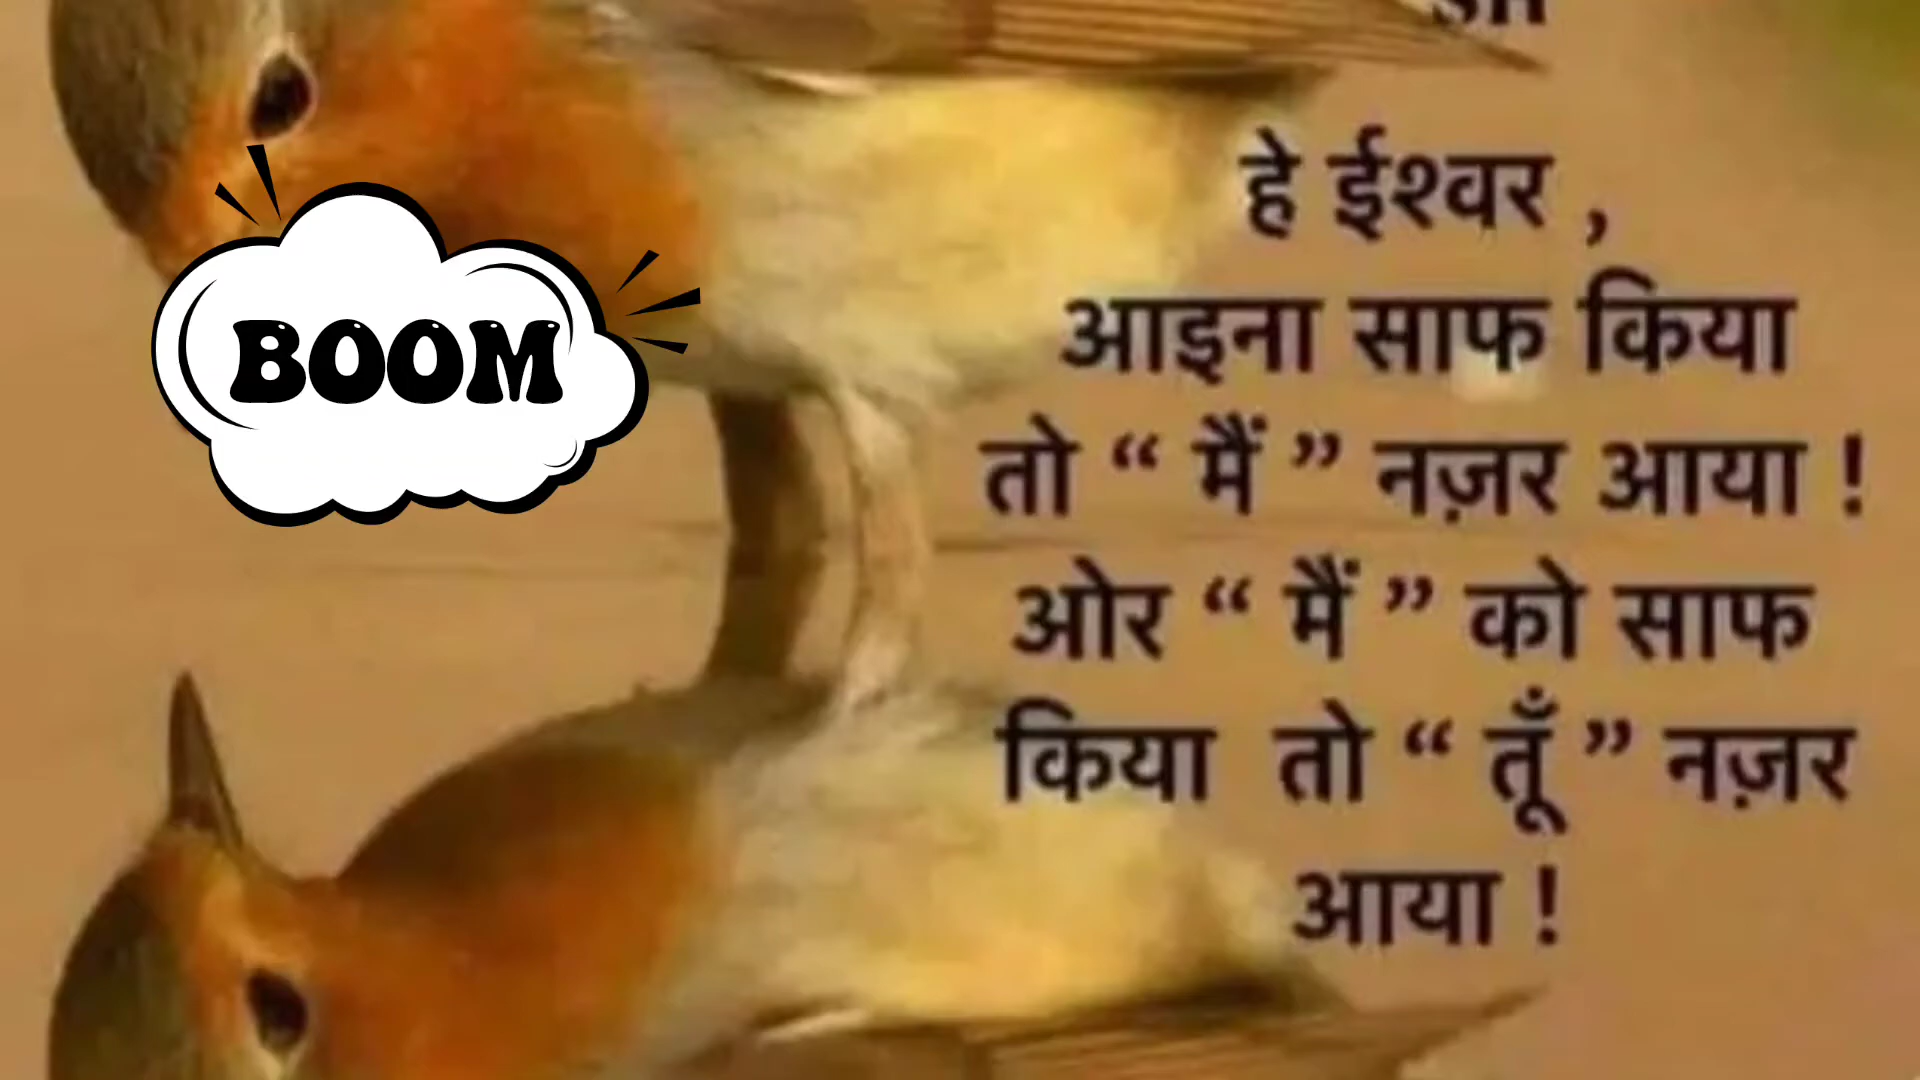 हे ईश्वर ,
आइना साफ किया
तो “ मैं ” नज़र आया !
ओर “ मैं ” को साफ
किया तो “ तूँ ” नज़र
आया !
BOOM